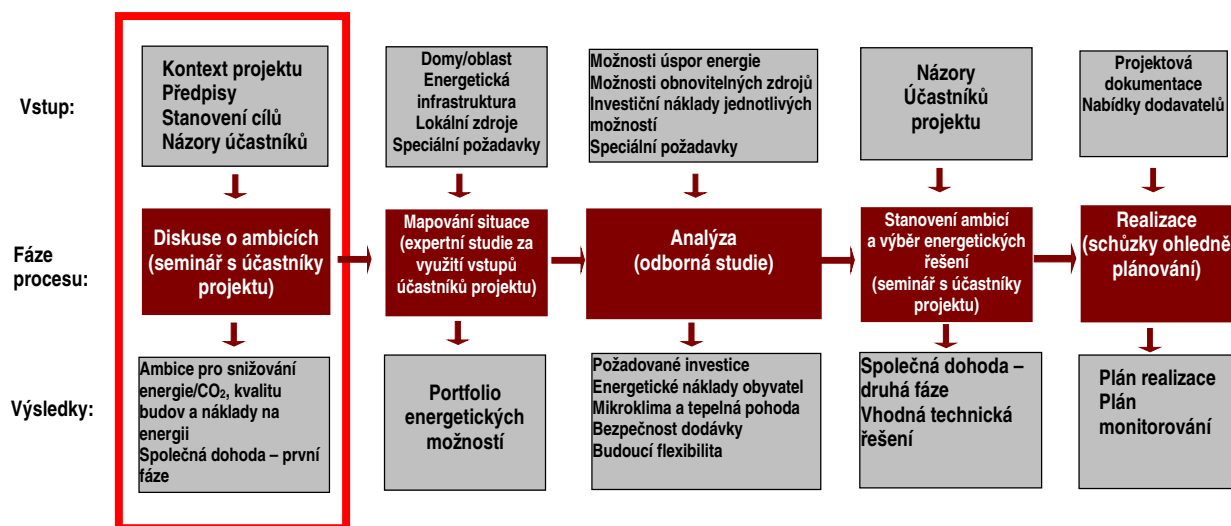 Vstup:
Kontext projektu
Předpisy
Stanovení cílů
Názory účastníků
Domy/oblast
Energetická
infrastruktura
Lokální zdroje
Speciální požadavky
Možnosti úspor energie
Možnosti obnovitelných zdrojů
Investiční náklady jednotlivých
možností
Speciální požadavky
Názory
Účastníků
projektu
Projektová
dokumentace
Nabídky dodavatelů
Fáze
procesu:
Diskuse o ambicích
(seminář s účastníky
projektu)
Mapování situace
(expertní studie za
využití vstupů
účastníků projektu)
Analýza
(odborná studie)
Stanovení ambicí
a výběr energetických
řešení
(seminář s účastníky
projektu)
Realizace
(schůzky ohledně
plánování)
Výsledky:
Ambice pro snižování
energie/CO₂, kvalitu
budov a náklady na
energii
Společná dohoda – první
fáze
Portfolio
energetických
možností
Požadované investice
Energetické náklady obyvatel
Mikroklima a tepelná pohoda
Bezpečnost dodávky
Budoucí flexibilita
Společná dohoda –
druhá fáze
Vhodná technická
řešení
Plán realizace
Plán
monitorování